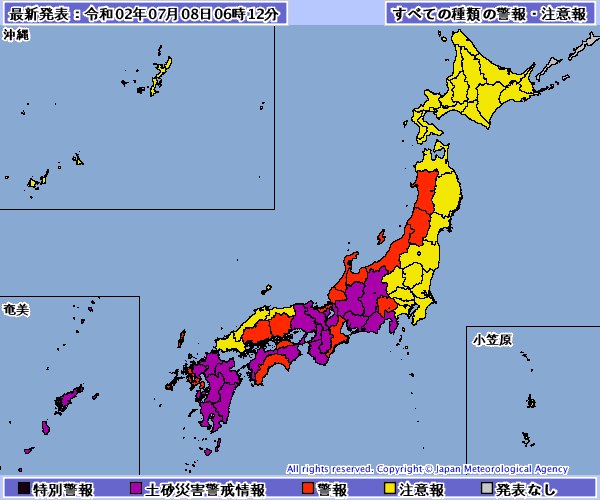 最新発表：令和02年07月08日06時12分
すべての種類の警報・注意報
沖縄
奄美
小笠原
All rights reserved. Copyright © Japan Meteorological Agency
特別警報
土砂災害警戒情報
警報
注意報
発表なし